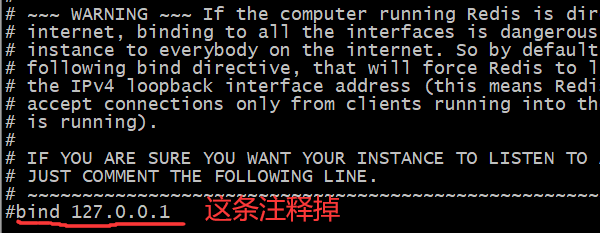 # ~~~ WARNING ~~~ If the computer running Redis is dir
# internet, binding to all the interfaces is dangerous
# instance to everybody on the internet. So by default
# following bind directive, that will force Redis to l
# the IPv4 loopback interface address (this means Redi
# accept connections only from clients running into th
# is running).
#
# IF YOU ARE SURE YOU WANT YOUR INSTANCE TO LISTEN TO
# JUST COMMENT THE FOLLOWING LINE.
# ~~~~~~~~~~~~~~~~~~~~~~~~~~~~~~~~~~~~~~~~~~~~~~~~~~~~
#bind 127.0.0.1 这条注释掉